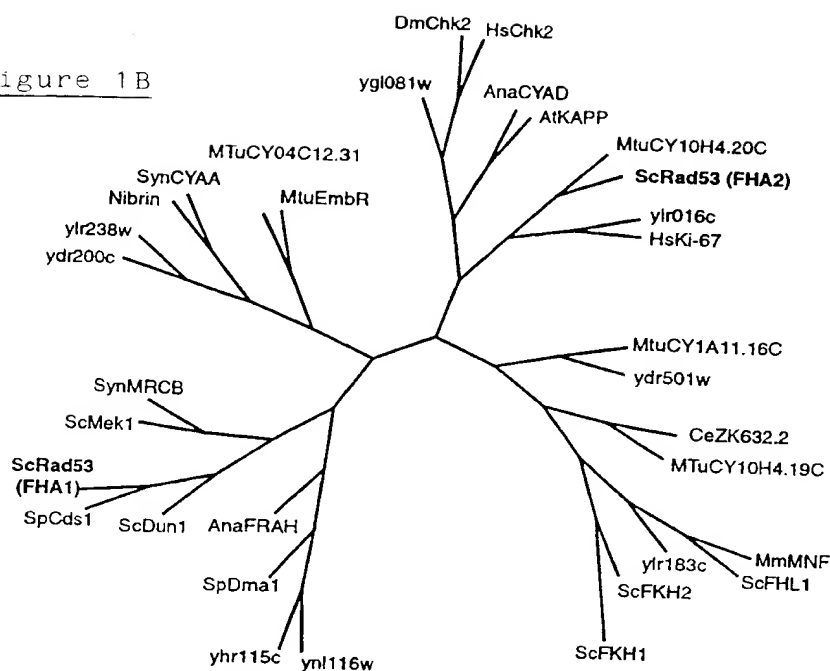 igure 1B
DmChk2
HsChk2
ygl081w
AnaCYAD
AtKAPP
MtuCY10H4.20C
ScRad53 (FHA2)
ylr016c
HsKi-67
MTuCY04C12.31
SynCYAA
Nibrin
MtuEmbR
ylr238w
ydr200c
MtuCY1A11.16C
ydr501w
SynMRCB
ScMek1
CeZK632.2
MTuCY10H4.19C
ScRad53
(FHA1)
SpCds1
ScDun1
AnaFRAH
SpDma1
yhr115c
ynl116w
ylr183c
MmMNF
ScFHL1
ScFKH2
ScFKH1